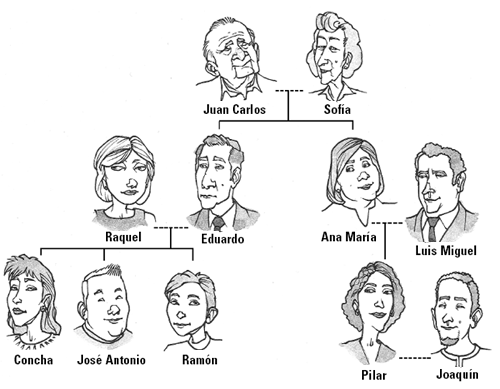 Juan Carlos
Sofía
Raquel
Eduardo
Ana María
Luis Miguel
Concha
José Antonio
Ramón
Pilar
Joaquín